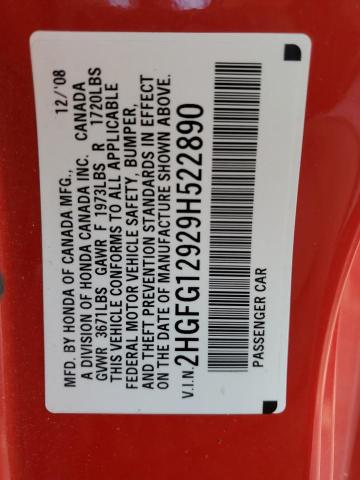 MFD. BY HONDA OF CANADA MFG., 12/'08
A DIVISION OF HONDA CANADA INC. CANADA
GVWR 3671LBS GAWR F 1973LBS R 1720LBS
THIS VEHICLE CONFORMS TO ALL APPLICABLE
FEDERAL MOTOR VEHICLE SAFETY, BUMPER,
AND THEFT PREVENTION STANDARDS IN EFFECT
ON THE DATE OF MANUFACTURE SHOWN ABOVE.
V.I.N. 2HGFG12929H522890
PASSENGER CAR